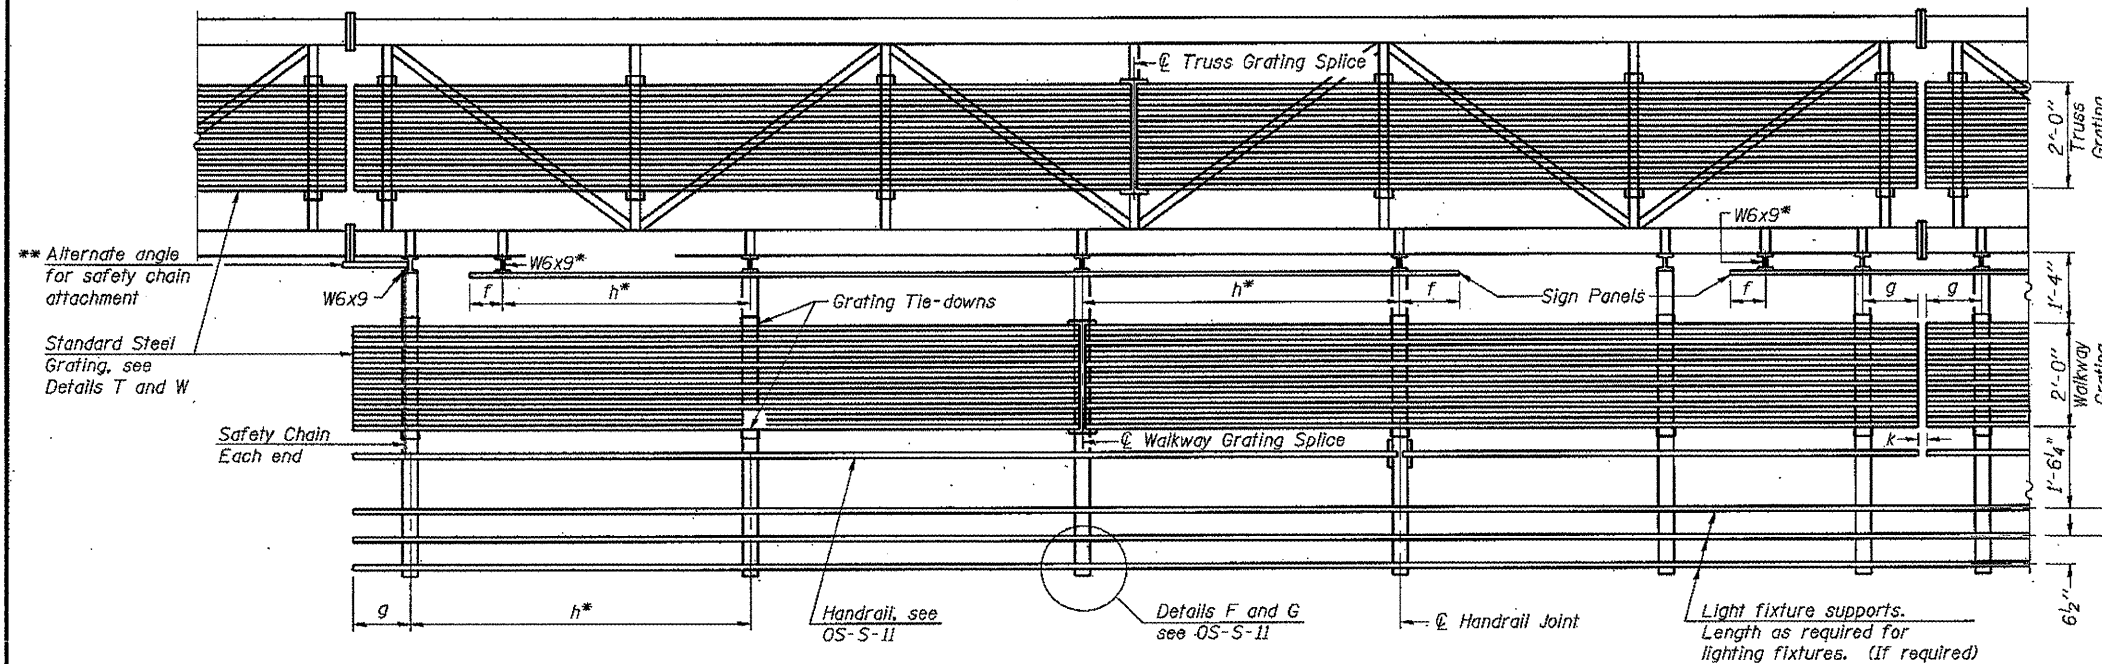 ℄ Truss Grating Splice
2'-0"
Truss
Grating
** Alternate angle
for safety chain
attachment
W6x9
W6x9*
W6x9*
f
h*
Grating Tie-downs
h*
f
Sign Panels
f
g
g
1'-4"
Standard Steel
Grating, see
Details T and W
2'-0"
Walkway
Grating
Safety Chain
Each end
℄ Walkway Grating Splice
k
1'-6¼"
g
h*
Handrail, see
OS-S-11
Details F and G
see OS-S-11
℄ Handrail Joint
Light fixture supports.
Length as required for
lighting fixtures. (If required)
6½"